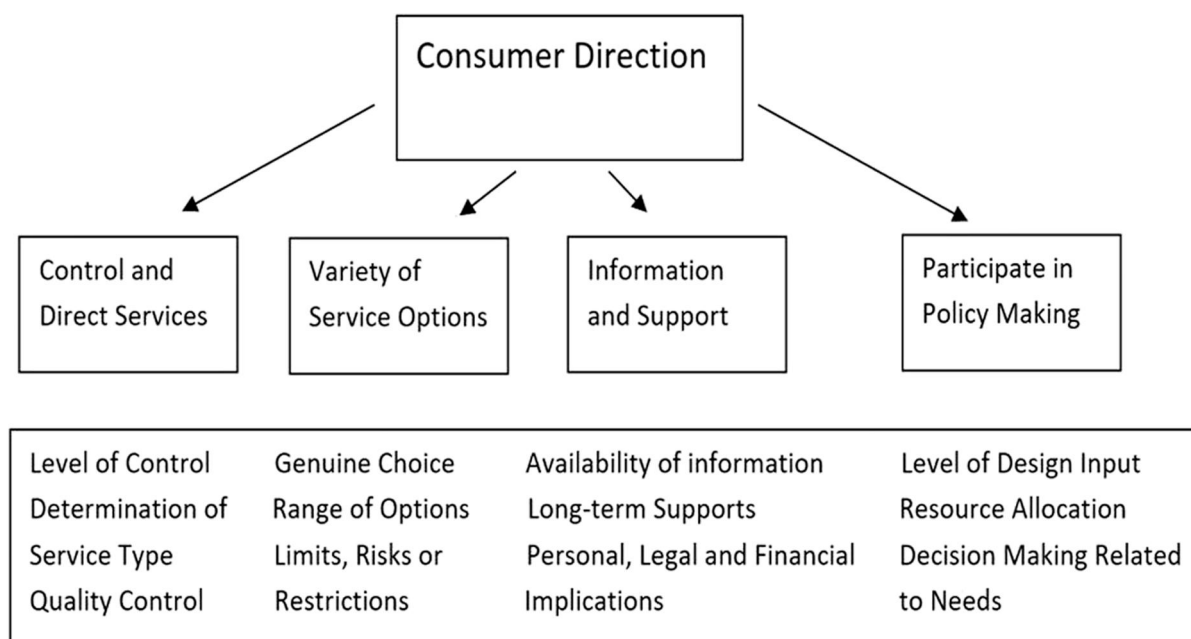 Consumer Direction
Control and
Direct Services
Variety of
Service Options
Information
and Support
Participate in
Policy Making
Level of Control
Determination of
Service Type
Quality Control
Genuine Choice
Range of Options
Limits, Risks or
Restrictions
Availability of information
Long-term Supports
Personal, Legal and Financial
Implications
Level of Design Input
Resource Allocation
Decision Making Related
to Needs